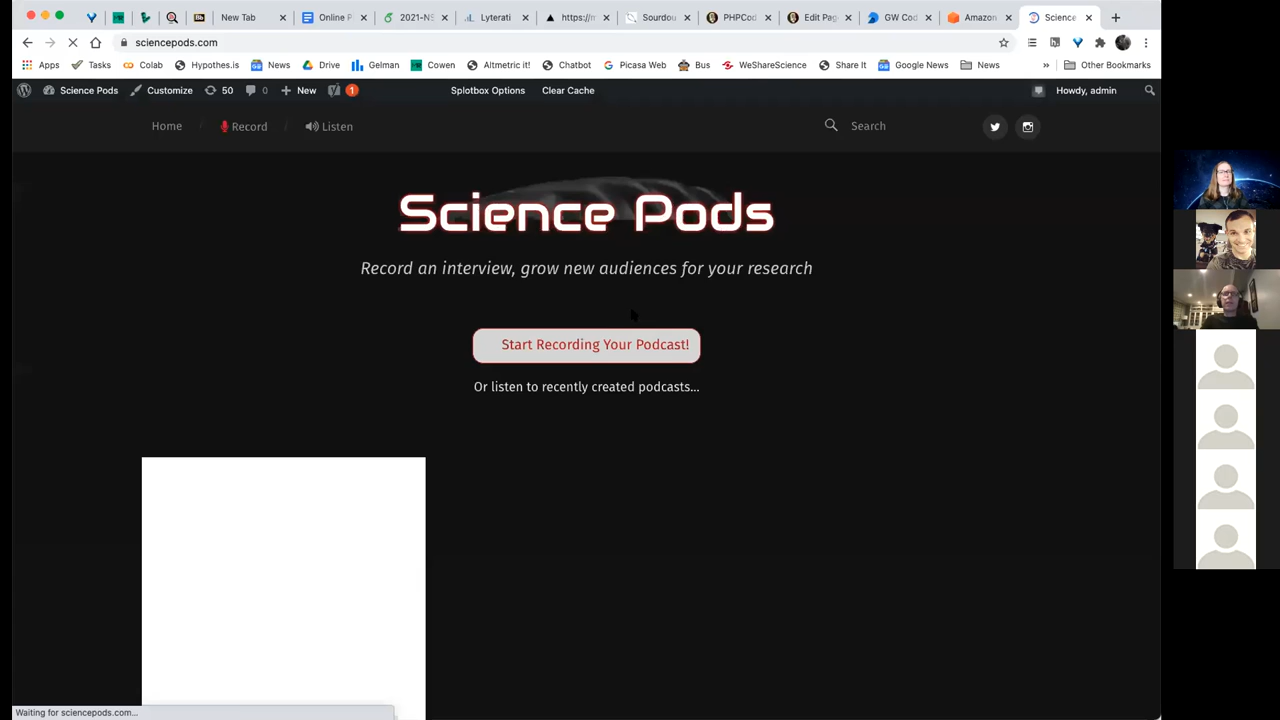 New Tab
Online P
2021-NS
Lyterati
https://m
Sourdou
PHPCod
Edit Pag
GW Cod
Amazon
Science
sciencepods.com
Apps
Tasks
Colab
Hypothes.is
News
Drive
Gelman
Cowen
Altmetric it!
Chatbot
Picasa Web
Bus
WeShareScience
Share It
Google News
News
»
Other Bookmarks
Science Pods
Customize
50
0
New
1
Splotbox Options
Clear Cache
Howdy, admin
Home / Record / Listen
Search
Science Pods
Record an interview, grow new audiences for your research
Start Recording Your Podcast!
Or listen to recently created podcasts...
Waiting for sciencepods.com...